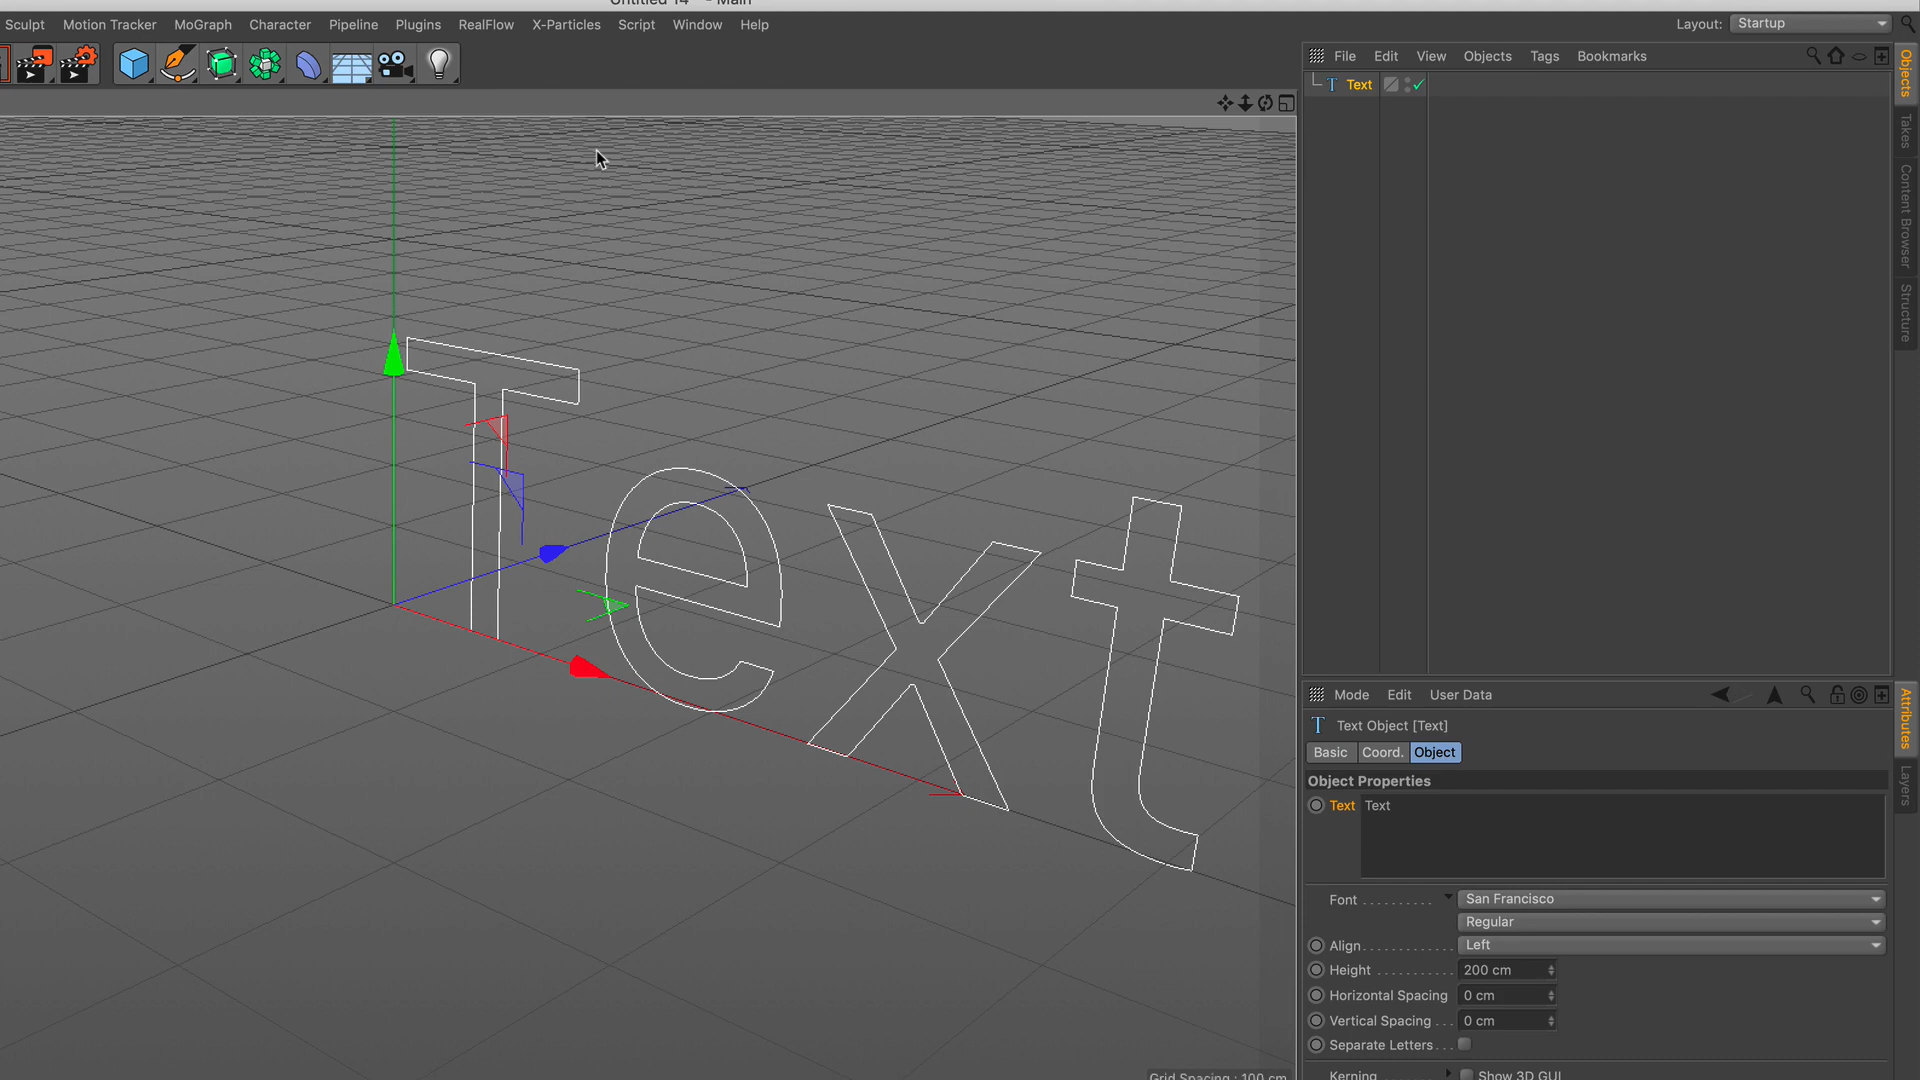 Untitled 14 * - Main
Sculpt Motion Tracker MoGraph Character Pipeline Plugins RealFlow X-Particles Script Window Help
Layout: Startup
File Edit View Objects Tags Bookmarks
Text
Objects
Takes
Content Browser
Structure
Text
Grid Spacing : 100 cm
Mode Edit User Data
Text Object [Text]
Basic Coord. Object
Object Properties
Text Text
Font San Francisco
Regular
Align Left
Height 200 cm
Horizontal Spacing 0 cm
Vertical Spacing 0 cm
Separate Letters
Kerning Show 3D GUI
Attributes
Layers